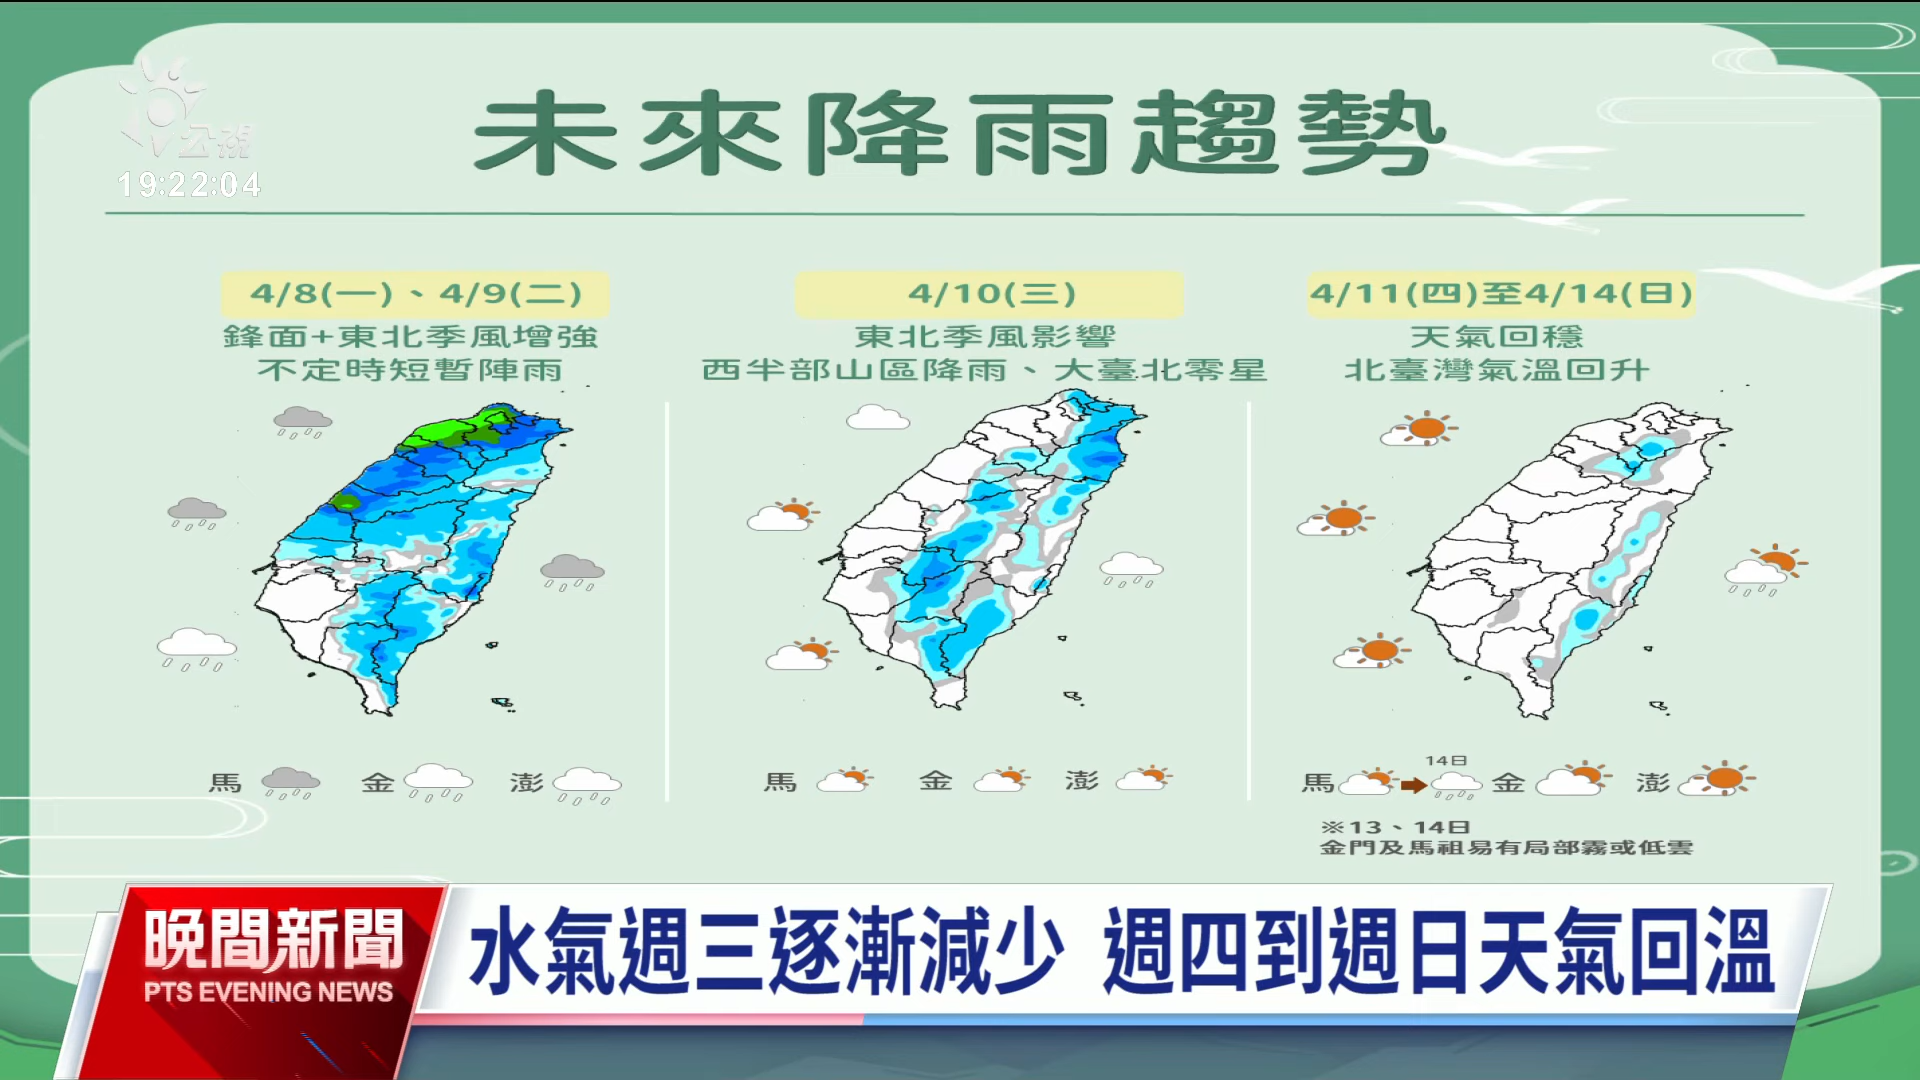 公視
19:22:04
未來降雨趨勢
4/8(一)、4/9(二)
鋒面+東北季風增強
不定時短暫陣雨
4/10(三)
東北季風影響
西半部山區降雨、大臺北零星
4/11(四)至4/14(日)
天氣回穩
北臺灣氣溫回升
馬 金 澎
馬 金 澎
14日
馬 金 澎
※13、14日
金門及馬祖易有局部霧或低雲
晚間新聞
PTS EVENING NEWS
水氣週三逐漸減少 週四到週日天氣回溫